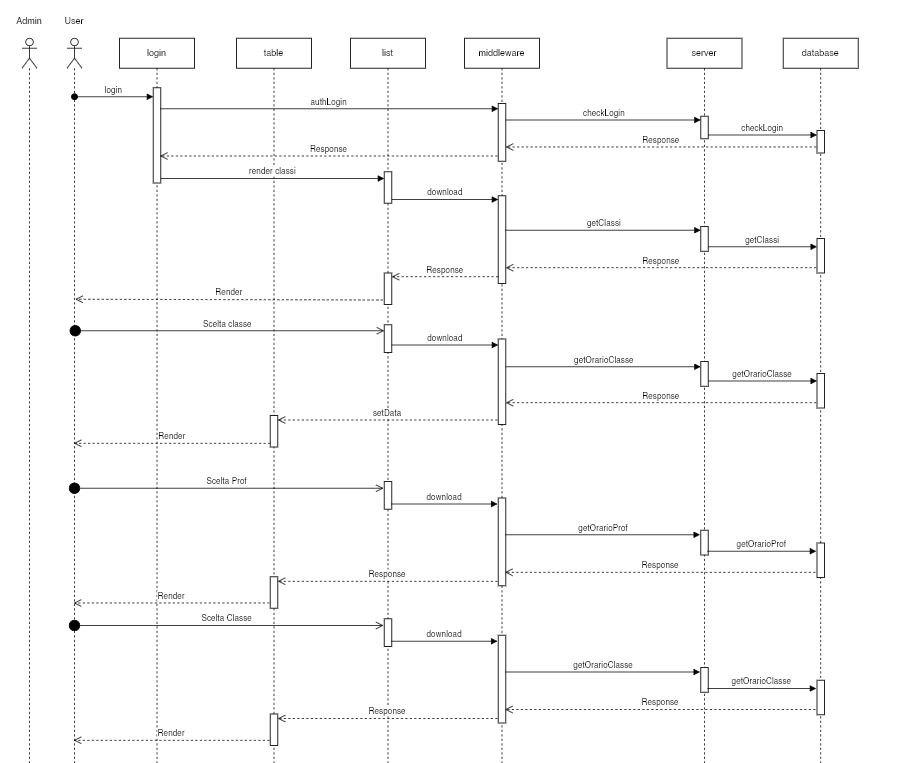 Admin
User
login
table
list
middleware
server
database
login
authLogin
checkLogin
checkLogin
Response
Response
render classi
download
getClassi
getClassi
Response
Response
Render
Scelta classe
download
getOrarioClasse
getOrarioClasse
Response
setData
Render
Scelta Prof
download
getOrarioProf
getOrarioProf
Response
Response
Render
Scelta Classe
download
getOrarioClasse
getOrarioClasse
Response
Response
Render